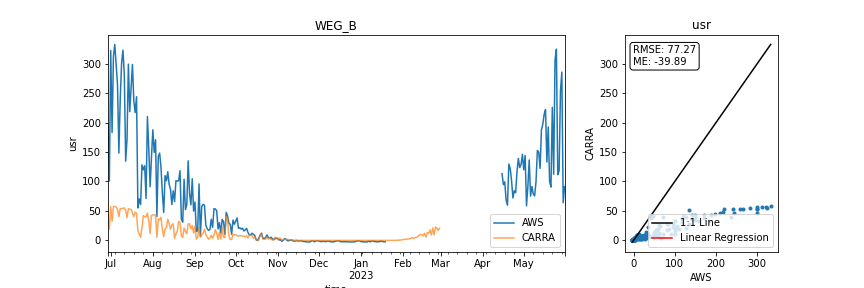 WEG_B
usr
300
250
200
150
100
50
0
Jul Aug Sep Oct Nov Dec Jan Feb Mar Apr May
2023
time
AWS
CARRA
usr
CARRA
300
250
200
150
100
50
0
RMSE: 77.27
ME: -39.89
1:1 Line
Linear Regression
0 100 200 300
AWS